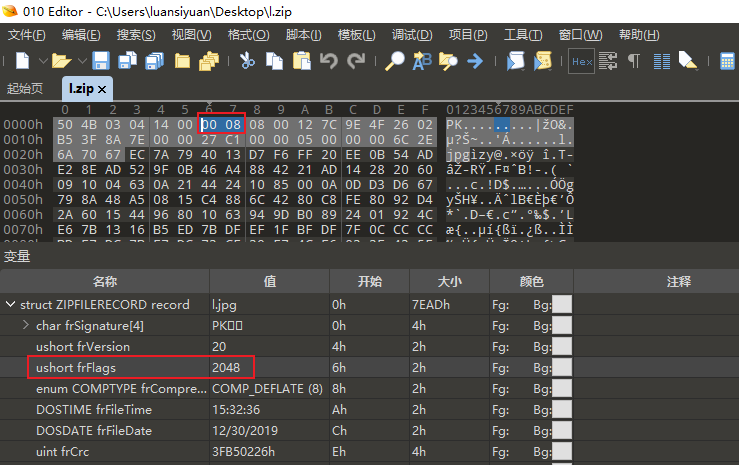 010 Editor - C:\Users\luansiyuan\Desktop\l.zip
文件(F) 编辑(E) 搜索(S) 视图(V) 格式(O) 脚本(I) 模板(L) 调试(D) 工具(T) 窗口(W)
Hex
起始页 l.zip
0 1 2 3 4 5 6 7 8 9 A B C D E F 0123456789ABCDEF
0000h 50 4B 03 04 14 00 00 08 08 00 12 7C 9E 4F 26 02 PK.........|žO&.
0010h B5 3F 8A 7E 00 00 27 C1 00 00 05 00 00 00 6C 2E µ?Š~..'Á......l.
0020h 6A 70 67 EC 7A 79 40 13 D7 F6 FF 20 EE 0B 54 AD jpgìzy@.×öÿ î.T-
0030h E2 8E AD 52 9F 0B 46 A4 88 42 21 AD 14 28 20 60 âŽ-RŸ.F¤ˆB!-.( `
0040h 09 10 04 63 0A 21 44 24 10 85 00 0A 0D D3 D6 67 ...c.!D$.…...ÓÖg
0050h 79 8A 48 A5 08 15 C4 88 6C 42 80 C8 FE 80 92 D4 yŠH¥..ÄˆlB€Èþ€’Ô
0060h 2A 60 15 44 96 80 10 63 94 9D B0 89 24 01 92 4C *`.D–€.c”.°‰$.’L
0070h E6 7B 13 16 B5 ED 7B DF EF 1F BF DF 7F 0C CC CC æ{..µí{ßï.¿ß..ÌÌ
变量
名称 值 开始 大小 颜色 注释
struct ZIPFILERECORD record l.jpg 0h 7EADh Fg: Bg:
char frSignature[4] PK 0h 4h Fg: Bg:
ushort frVersion 20 4h 2h Fg: Bg:
ushort frFlags 2048 6h 2h Fg: Bg:
enum COMPTYPE frCompre... COMP_DEFLATE (8) 8h 2h Fg: Bg:
DOSTIME frFileTime 15:32:36 Ah 2h Fg: Bg:
DOSDATE frFileDate 12/30/2019 Ch 2h Fg: Bg:
uint frCrc 3FB50226h Eh 4h Fg: Bg: